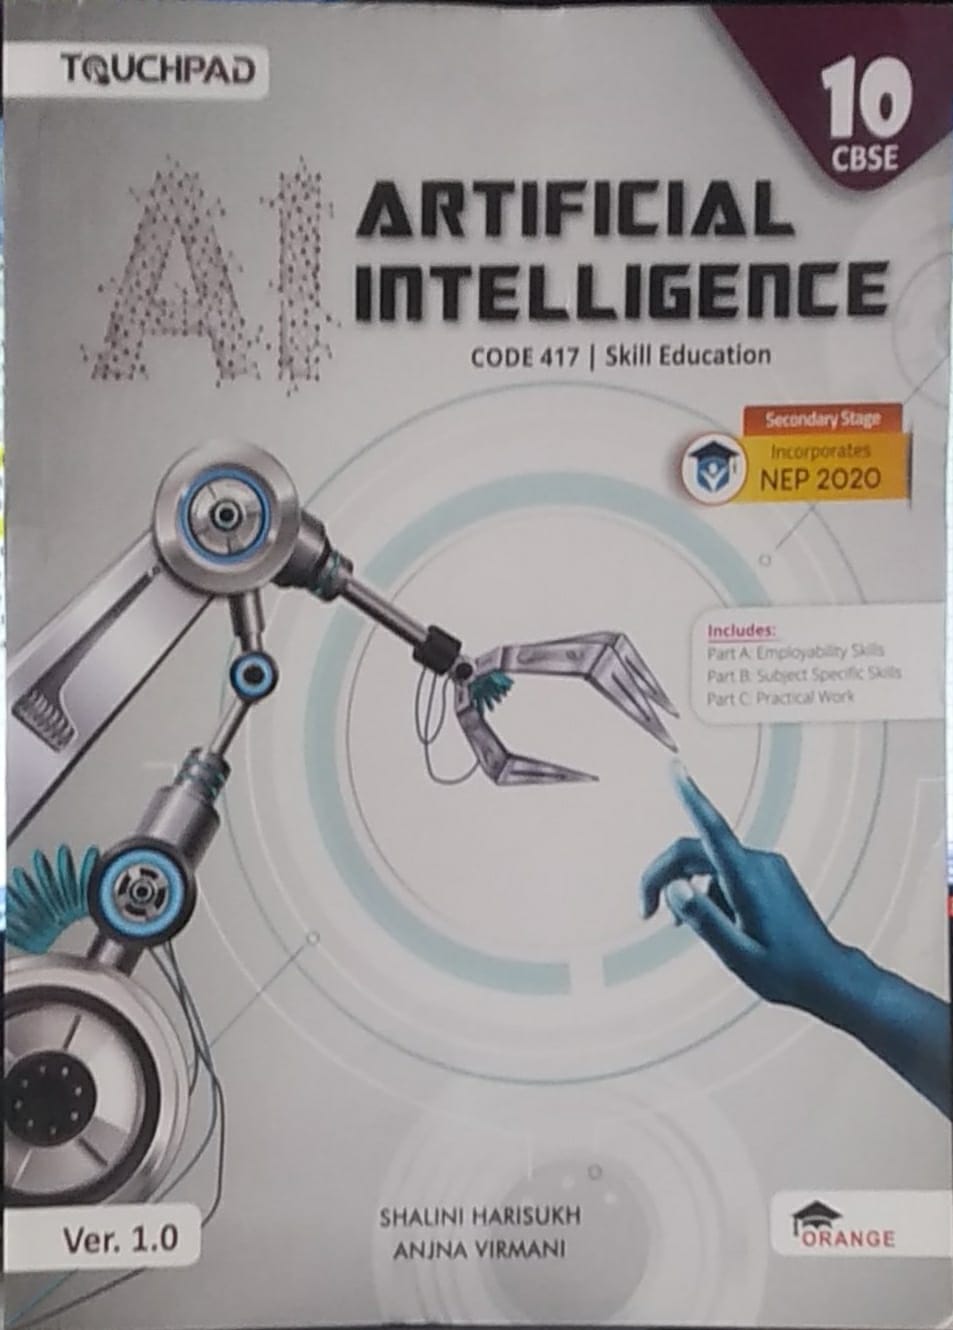 TOUCHPAD
10
CBSE
AI
ARTIFICIAL
INTELLIGENCE
CODE 417 | Skill Education
Secondary Stage
Incorporates
NEP 2020
Includes:
Part A: Employability Skills
Part B: Subject Specific Skills
Part C: Practical Work
SHALINI HARISUKH
ANJNA VIRMANI
Ver. 1.0
ORANGE